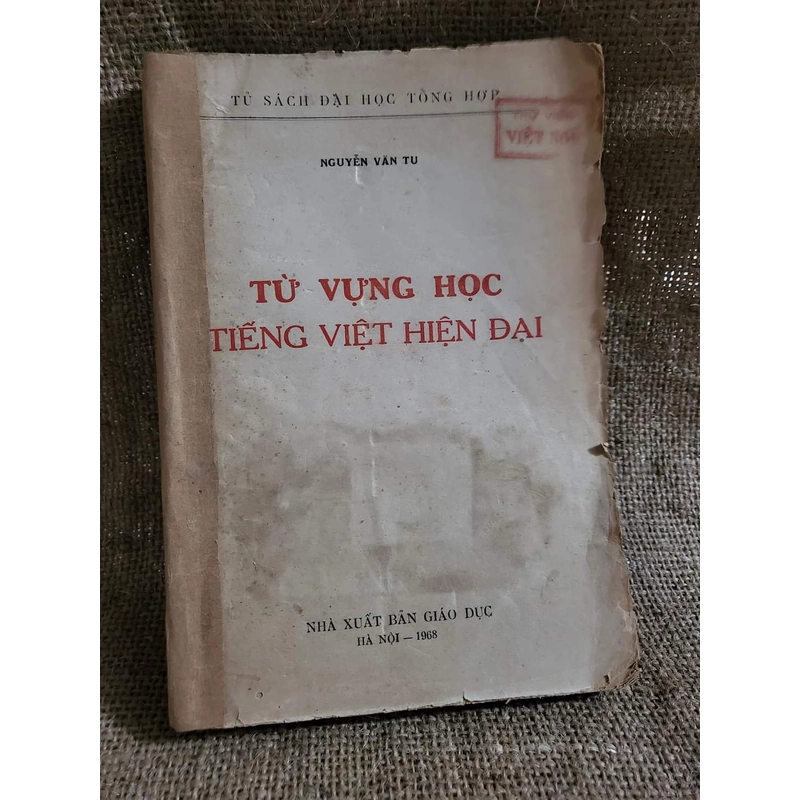 TỦ SÁCH ĐẠI HỌC TỔNG HỢP
VIỆT
NGUYỄN VĂN TU
TỪ VỰNG HỌC
TIẾNG VIỆT HIỆN ĐẠI
NHÀ XUẤT BẢN GIÁO DỤC
HÀ NỘI — 1968